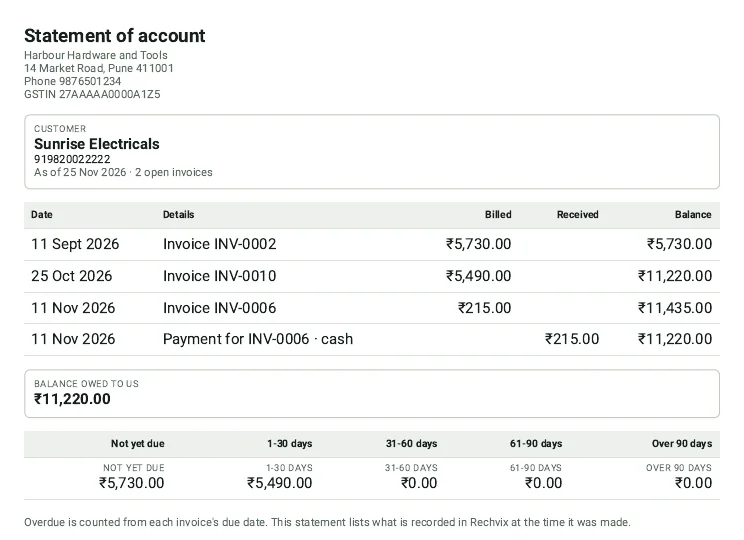 Statement of account
Harbour Hardware and Tools
14 Market Road, Pune 411001
Phone 9876501234
GSTIN 27AAAAA0000A1Z5
CUSTOMER
Sunrise Electricals
919820022222
As of 25 Nov 2026 · 2 open invoices
Date Details Billed Received Balance
11 Sept 2026 Invoice INV-0002 ₹5,730.00 ₹5,730.00
25 Oct 2026 Invoice INV-0010 ₹5,490.00 ₹11,220.00
11 Nov 2026 Invoice INV-0006 ₹215.00 ₹11,435.00
11 Nov 2026 Payment for INV-0006 · cash ₹215.00 ₹11,220.00
BALANCE OWED TO US
₹11,220.00
Not yet due 1-30 days 31-60 days 61-90 days Over 90 days
NOT YET DUE 1-30 DAYS 31-60 DAYS 61-90 DAYS OVER 90 DAYS
₹5,730.00 ₹5,490.00 ₹0.00 ₹0.00 ₹0.00
Overdue is counted from each invoice's due date. This statement lists what is recorded in Rechvix at the time it was made.